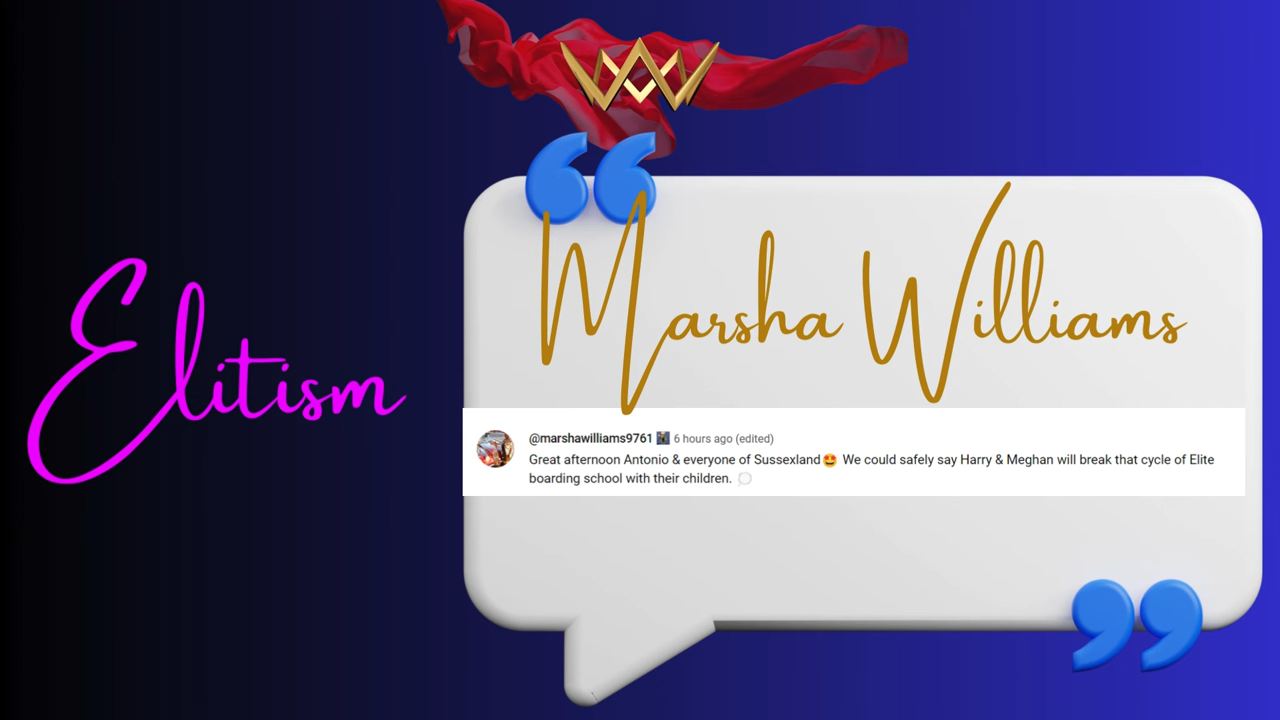 Elitism
Marsha Williams
@marshawilliams9761 6 hours ago (edited)
Great afternoon Antonio & everyone of Sussexland🤩 We could safely say Harry & Meghan will break that cycle of Elite
boarding school with their children. 💭